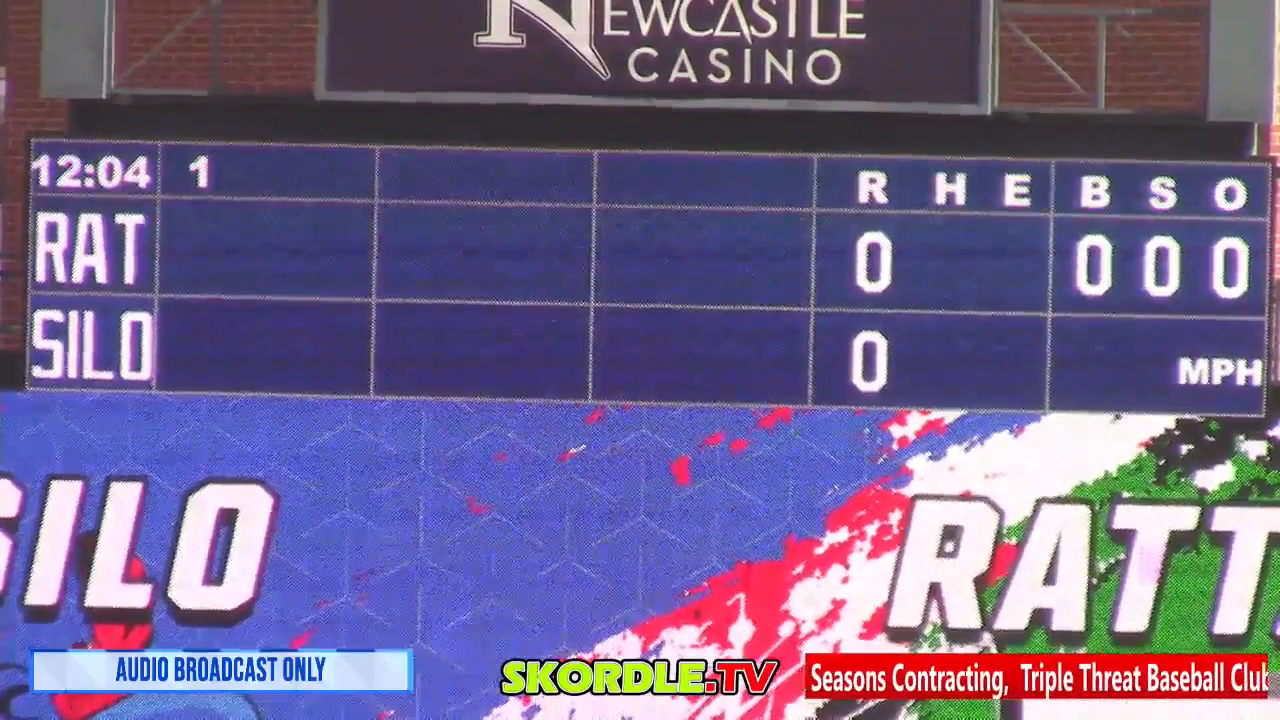 NEWCASTLE
CASINO
12:04 1 R H E B S O
RAT 0 0 0 0
SILO 0 MPH
SILO RATT
AUDIO BROADCAST ONLY
SKORDLE.TV
Seasons Contracting, Triple Threat Baseball Club